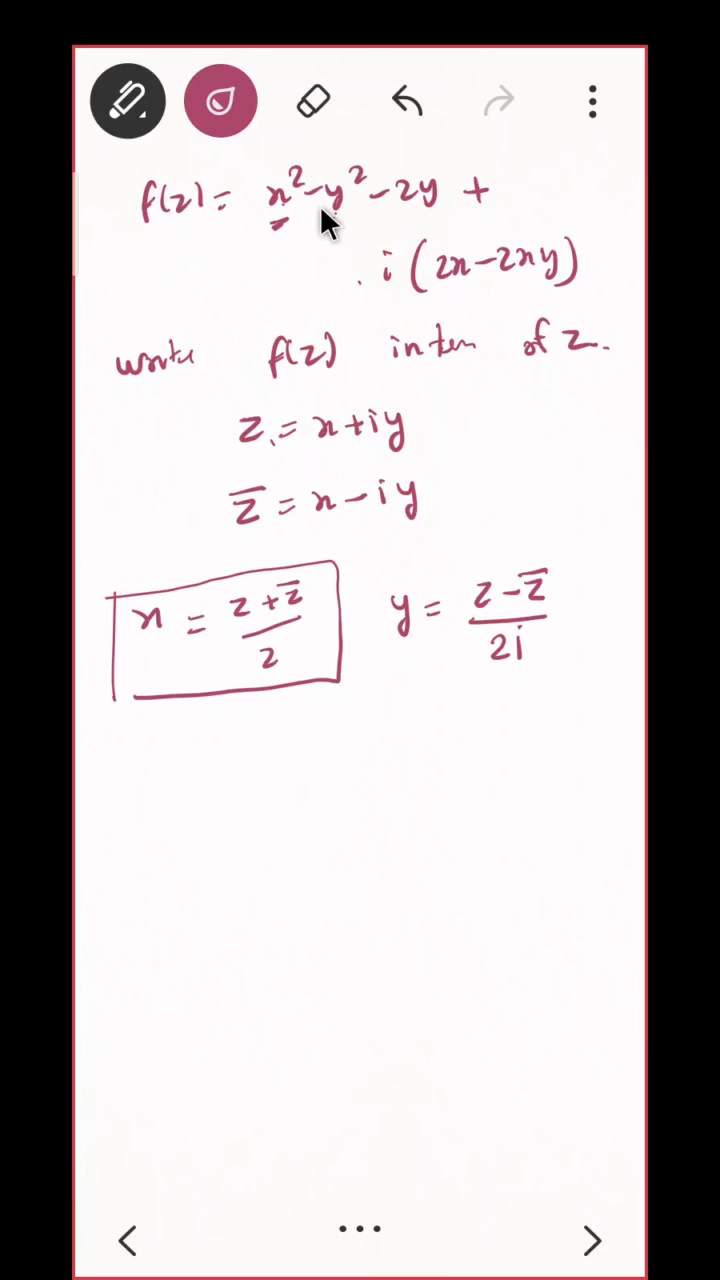 f(z) = x² - y² - 2y +
i (2x - 2xy)
write f(z) in term of z.
z = x + iy
z̅ = x - iy
x = (z + z̅)/2 y = (z - z̅)/2i